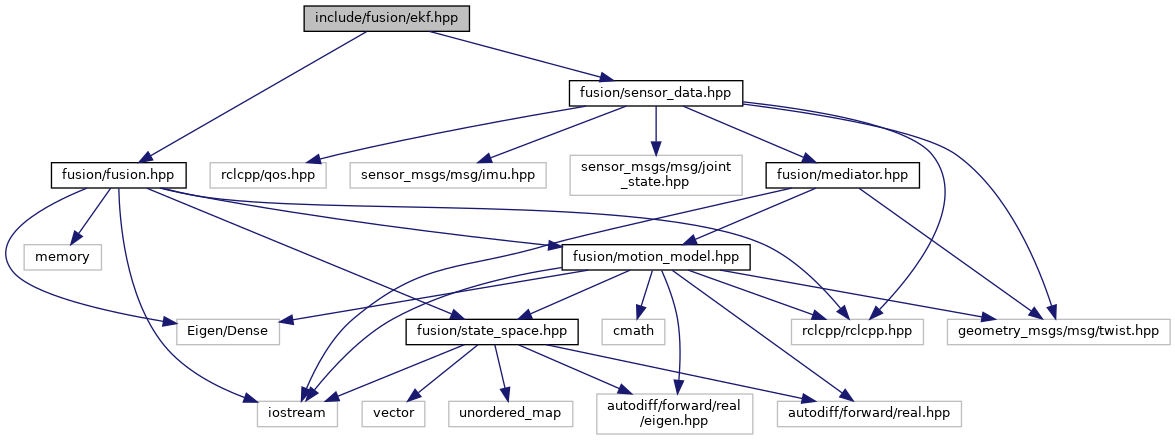 include/fusion/ekf.hpp
fusion/sensor_data.hpp
fusion/fusion.hpp
rclcpp/qos.hpp
sensor_msgs/msg/imu.hpp
sensor_msgs/msg/joint
_state.hpp
fusion/mediator.hpp
memory
fusion/motion_model.hpp
Eigen/Dense
fusion/state_space.hpp
cmath
rclcpp/rclcpp.hpp
geometry_msgs/msg/twist.hpp
iostream
vector
unordered_map
autodiff/forward/real
/eigen.hpp
autodiff/forward/real.hpp